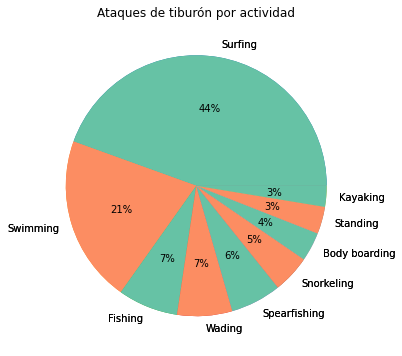 Ataques de tiburón por actividad
Surfing
44%
3%
Kayaking
3%
Standing
4%
Body boarding
5%
Snorkeling
6%
Spearfishing
7%
Wading
7%
Fishing
21%
Swimming